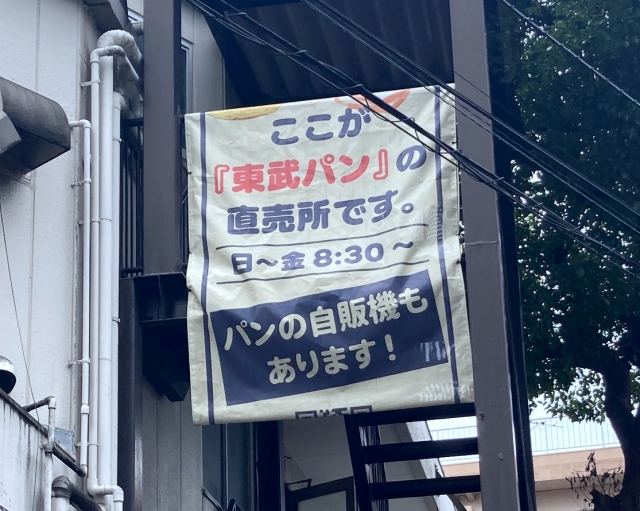 ここが
『東武パン』の
直売所です。
日～金 8:30 ～
パンの自販機も
あります！